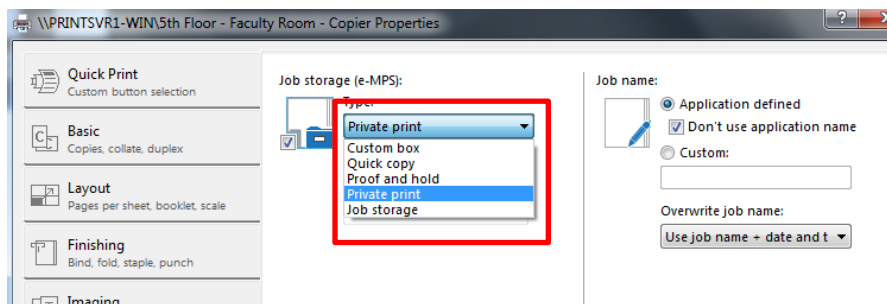 \\PRINTSVR1-WIN\5th Floor - Faculty Room - Copier Properties
?
Quick Print
Custom button selection
Basic
Copies, collate, duplex
Layout
Pages per sheet, booklet, scale
Finishing
Bind, fold, staple, punch
Imaging
Job storage (e-MPS):
Type:
Private print
Custom box
Quick copy
Proof and hold
Private print
Job storage
Job name:
Application defined
Don't use application name
Custom:
Overwrite job name:
Use job name + date and t